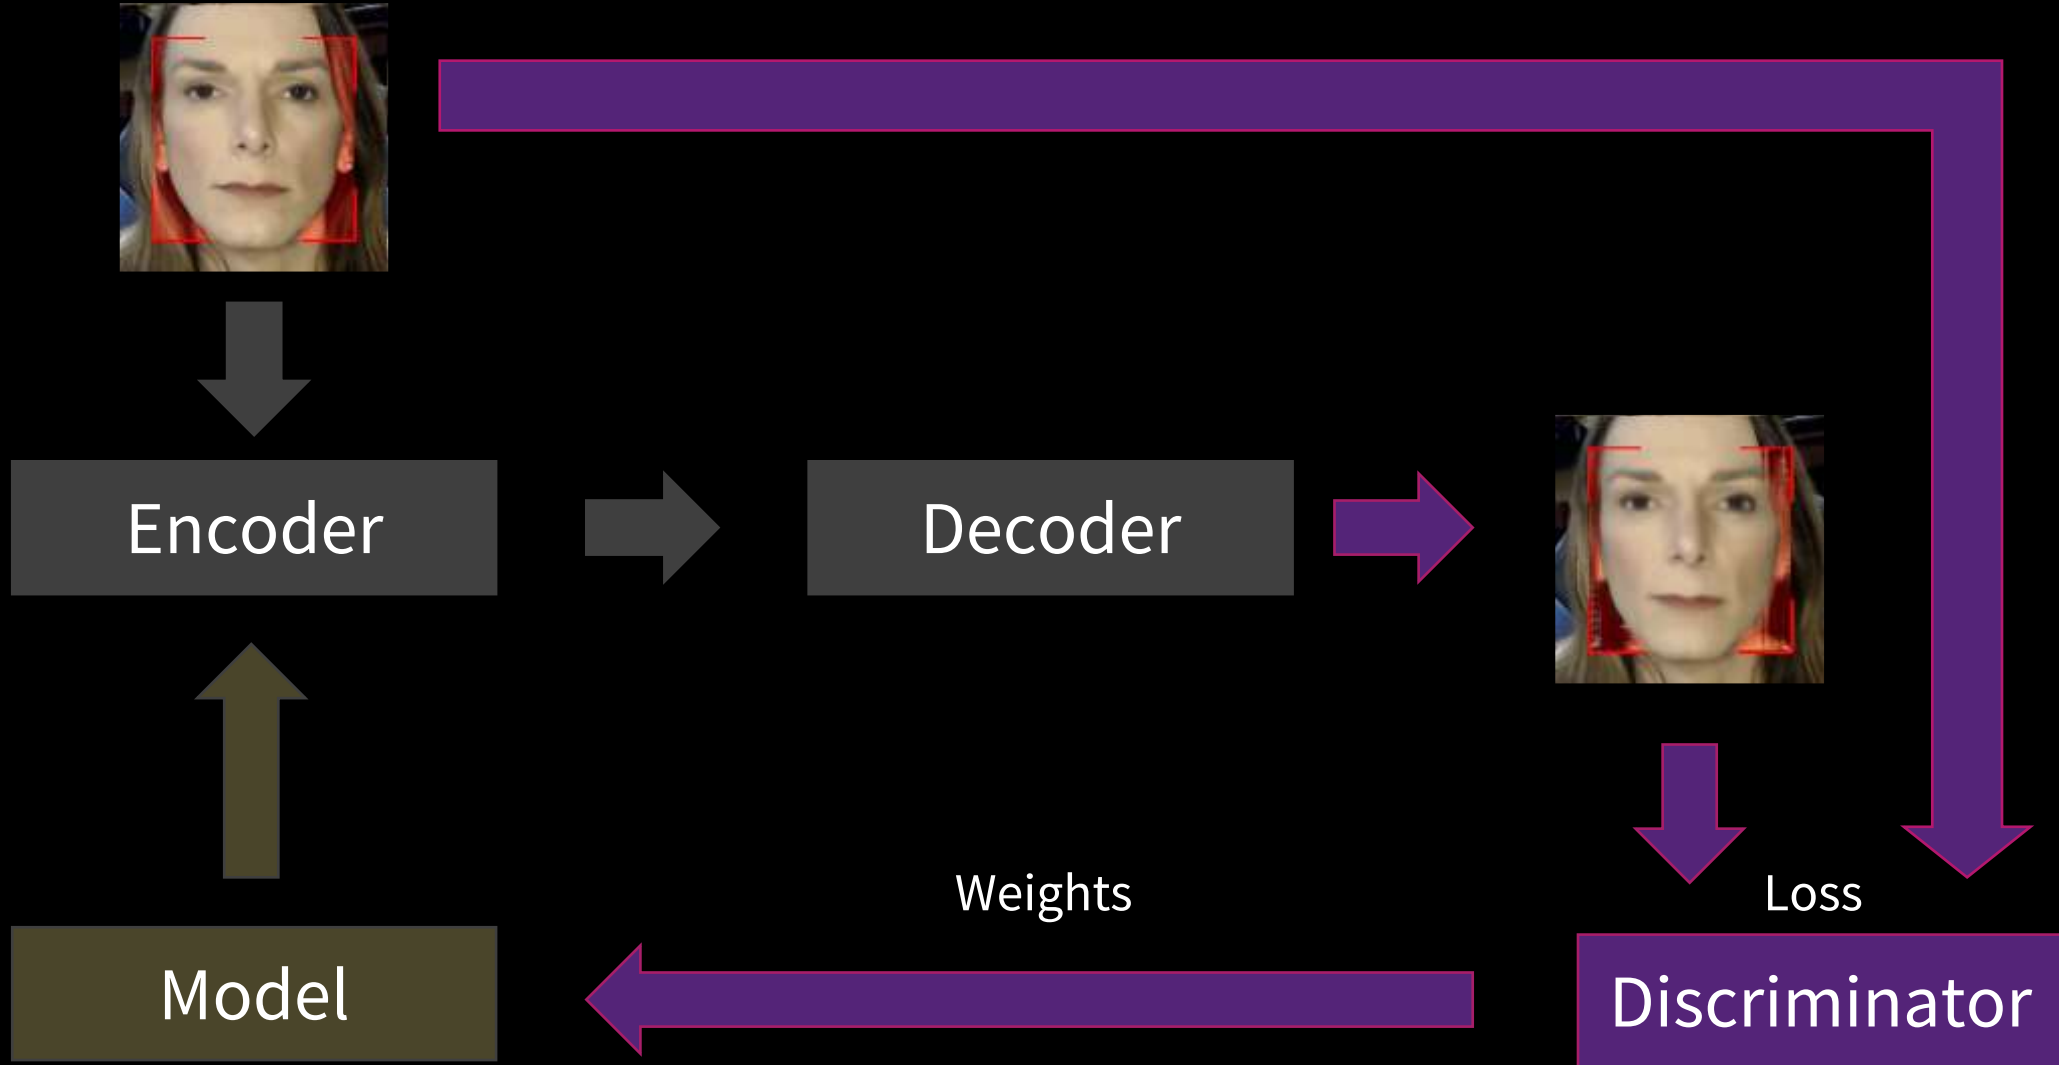 Encoder
Decoder
Weights
Loss
Model
Discriminator